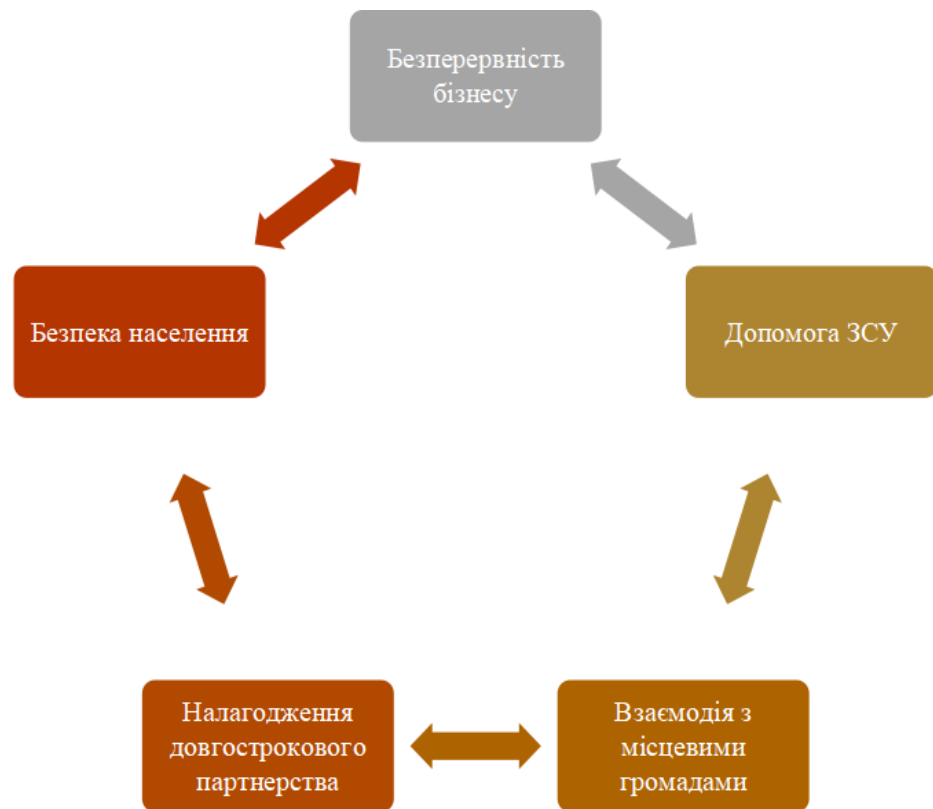 Безперервність
бізнесу
Безпека населення
Допомога ЗСУ
Налагодження
довгострокового
партнерства
Взаємодія з
місцевими
громадами